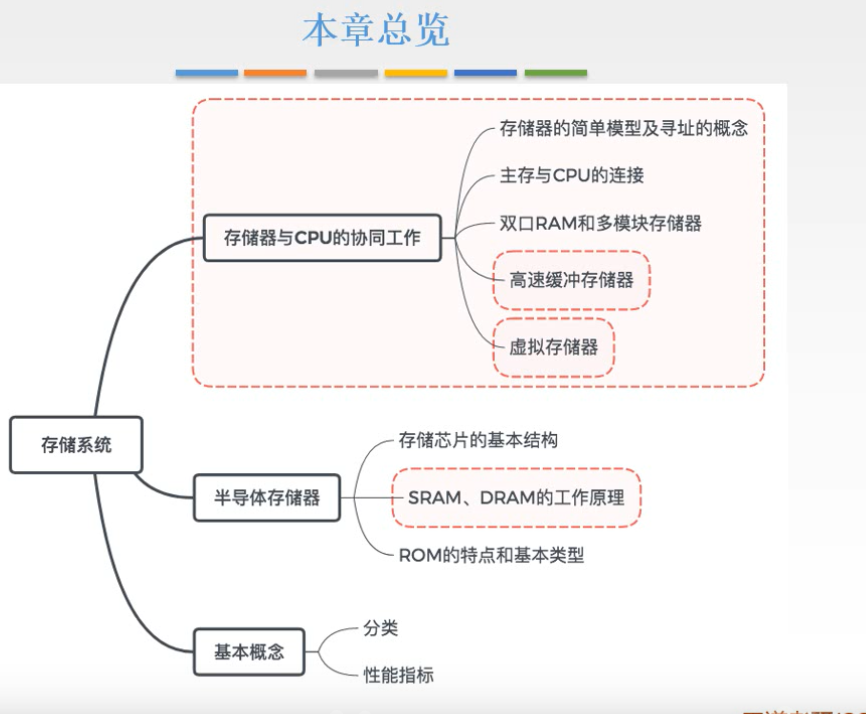 本章总览
存储器的简单模型及寻址的概念
主存与CPU的连接
双口RAM和多模块存储器
存储器与CPU的协同工作
高速缓冲存储器
虚拟存储器
存储芯片的基本结构
存储系统
半导体存储器
SRAM、DRAM的工作原理
ROM的特点和基本类型
分类
基本概念
性能指标